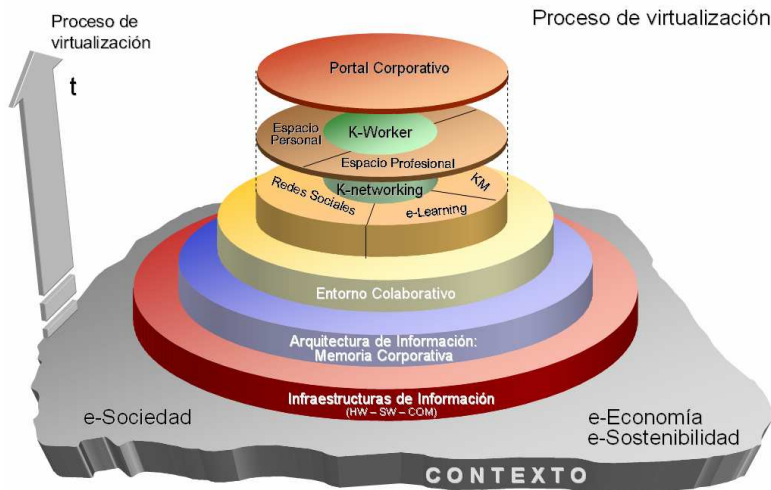 Proceso de
virtualización
t
Proceso de virtualización
Portal Corporativo
Espacio
Personal
K-Worker
Espacio Profesional
Redes Sociales
K-networking
KM
e-Learning
Entorno Colaborativo
Arquitectura de Información:
Memoria Corporativa
Infraestructuras de Información
(HW – SW – COM)
e-Sociedad
e-Economía
e-Sostenibilidad
CONTEXTO